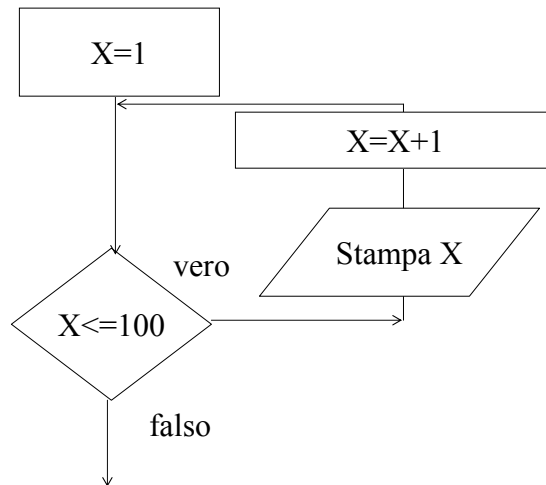 X=1
X=X+1
Stampa X
vero
X<=100
falso